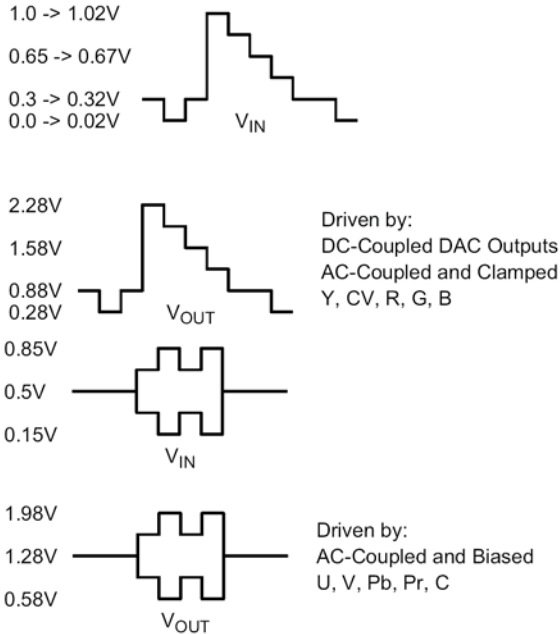 1.0 -> 1.02V
0.65 -> 0.67V
0.3 -> 0.32V
0.0 -> 0.02V
VIN
2.28V
1.58V
0.88V
0.28V
VOUT
Driven by:
DC-Coupled DAC Outputs
AC-Coupled and Clamped
Y, CV, R, G, B
0.85V
0.5V
0.15V
VIN
1.98V
1.28V
0.58V
VOUT
Driven by:
AC-Coupled and Biased
U, V, Pb, Pr, C